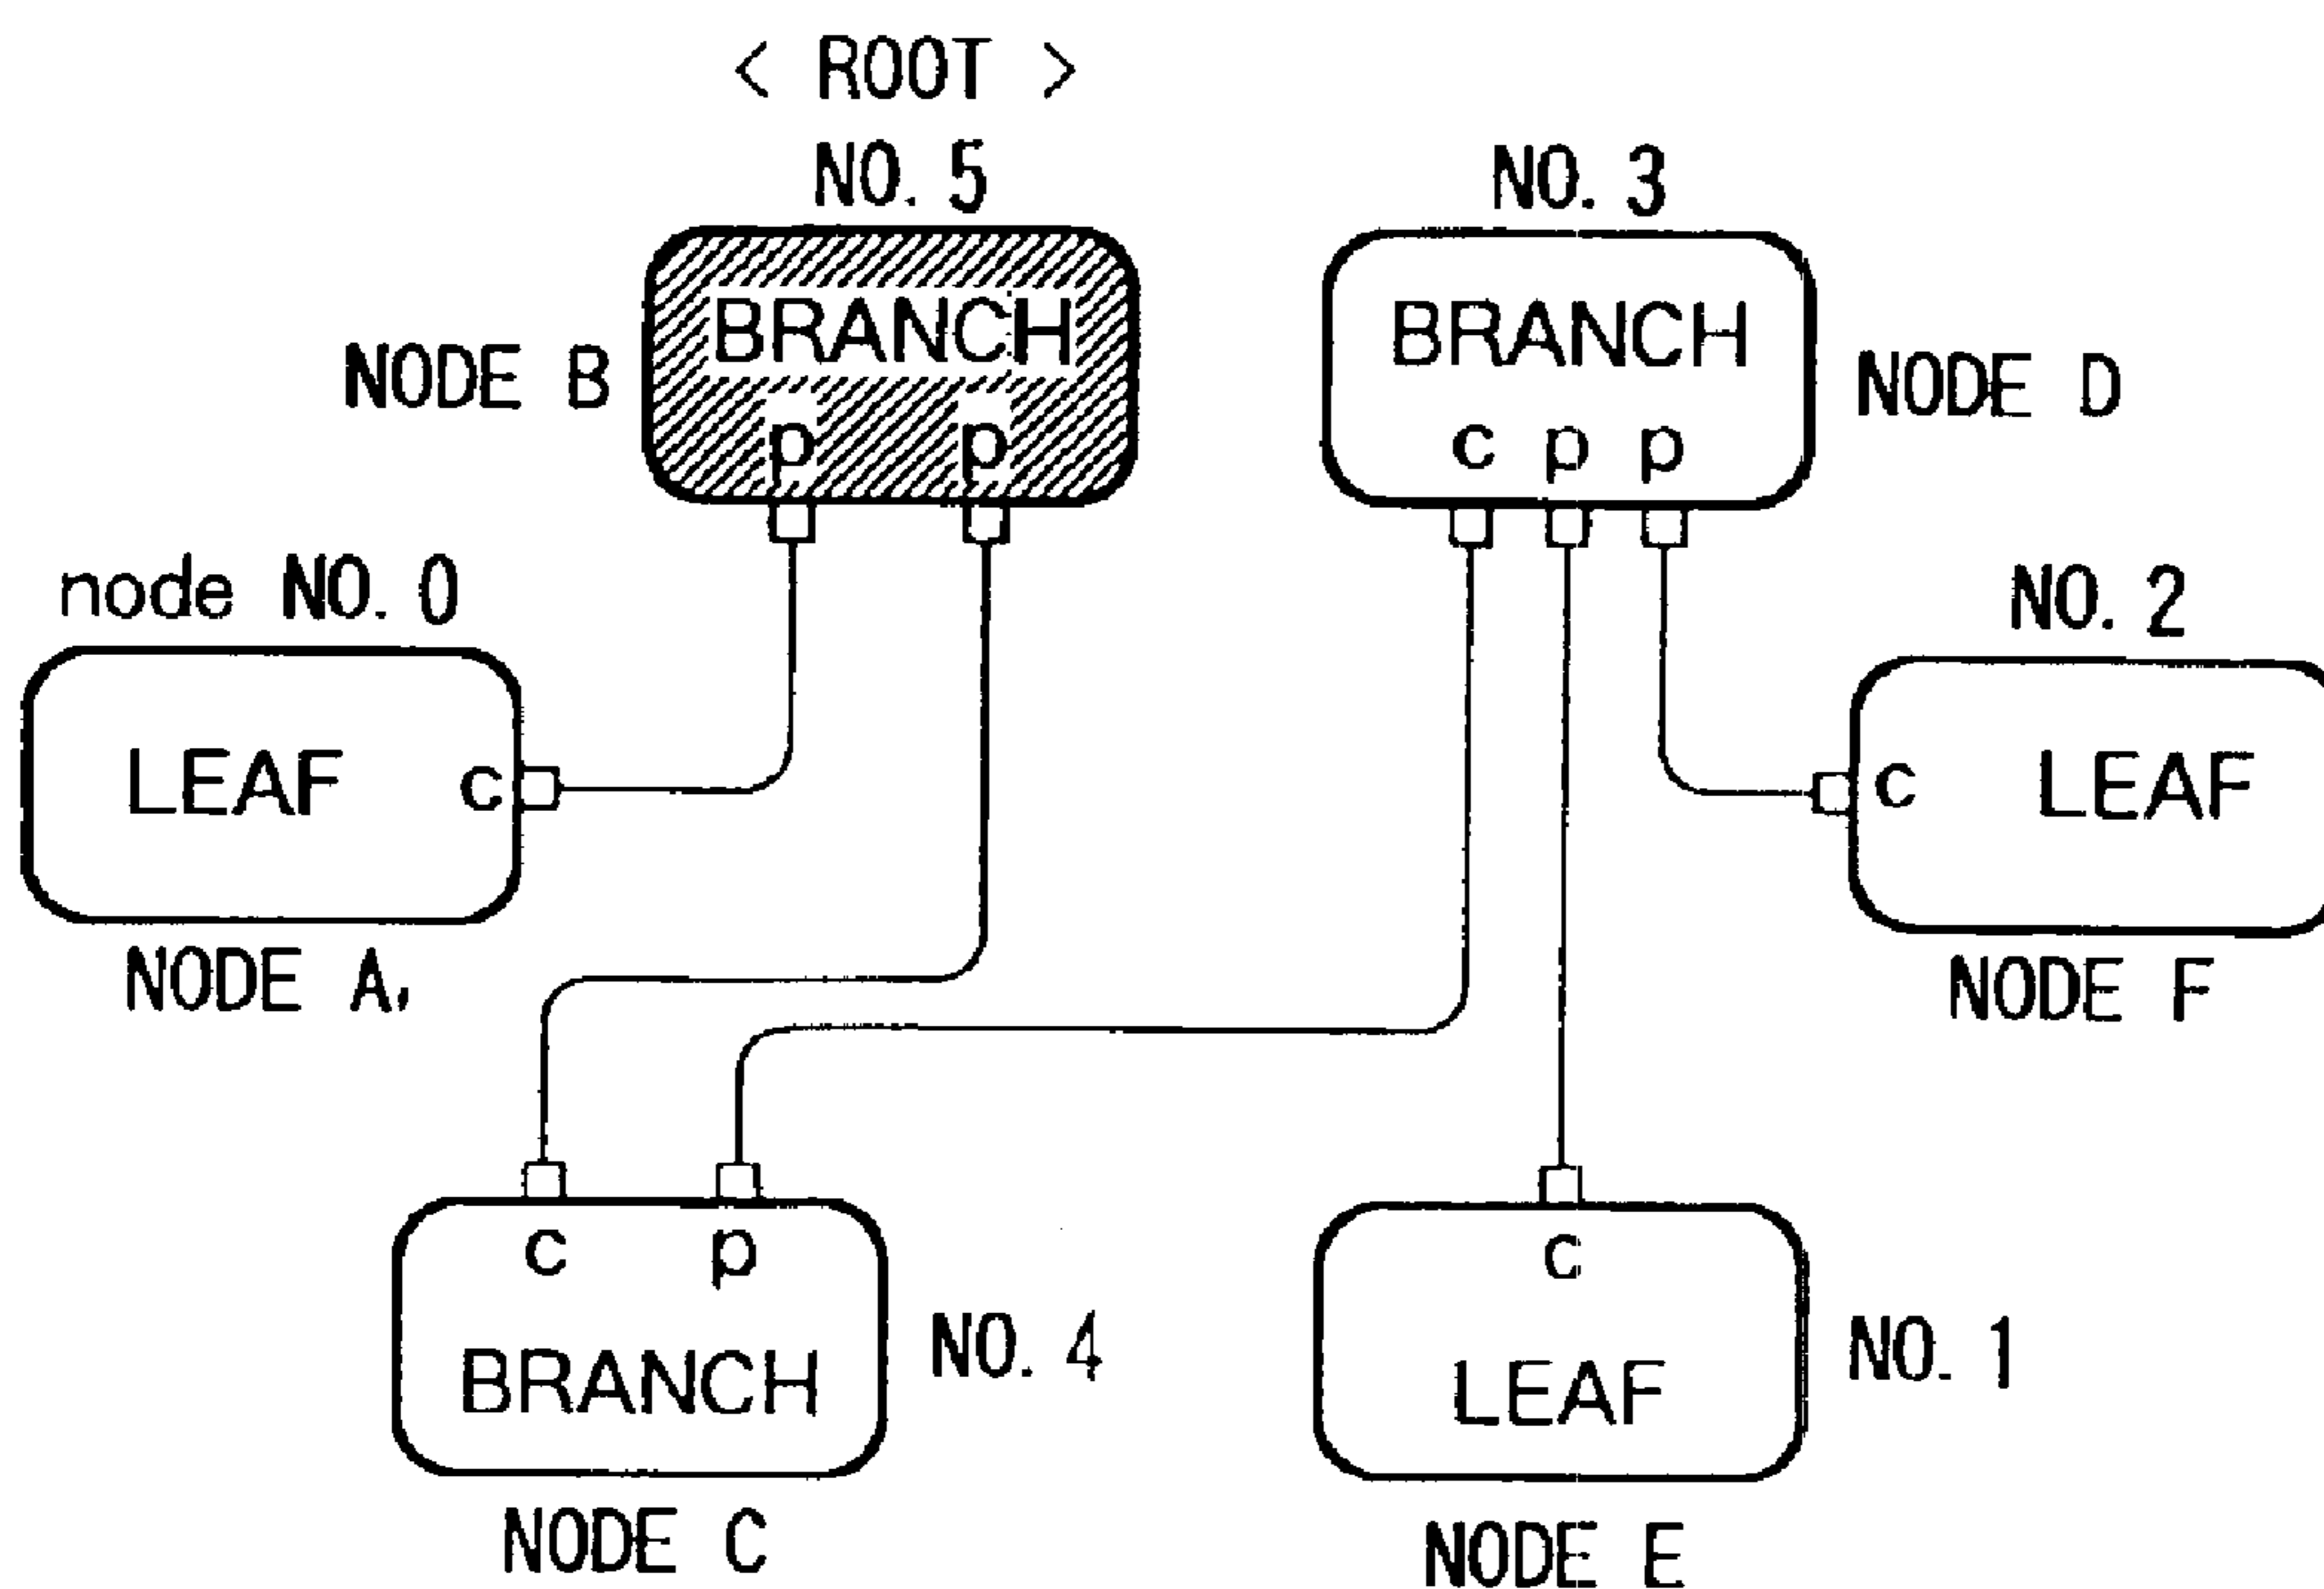 < ROOT >
NO. 5
NO. 3
BRANCH
BRANCH
NODE B
NODE D
p p
c p p
node NO. 0
NO. 2
LEAF c
c LEAF
NODE A,
NODE F
c p
c
NO. 4
NO. 1
BRANCH
LEAF
NODE C
NODE E